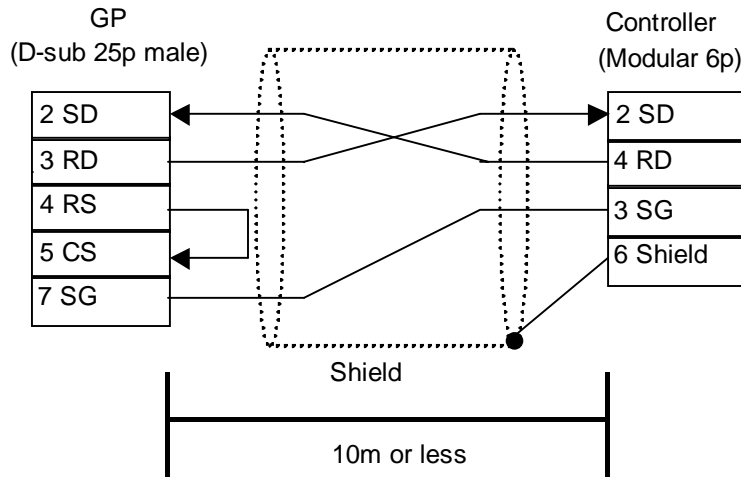 GP
(D-sub 25p male)
Controller
(Modular 6p)
2 SD
3 RD
4 RS
5 CS
7 SG
2 SD
4 RD
3 SG
6 Shield
Shield
10m or less